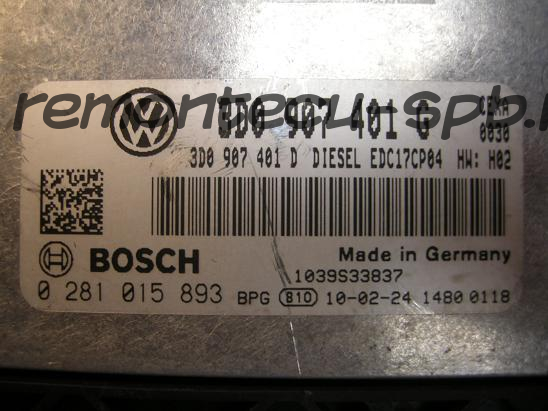 remontecu-spb.r
3D0 907 401 G
0030
3D0 907 401 D DIESEL EDC17CP04 HW: H02
BOSCH
Made in Germany
1039S33837
0 281 015 893 BPG 810 10-02-24 1480 0118